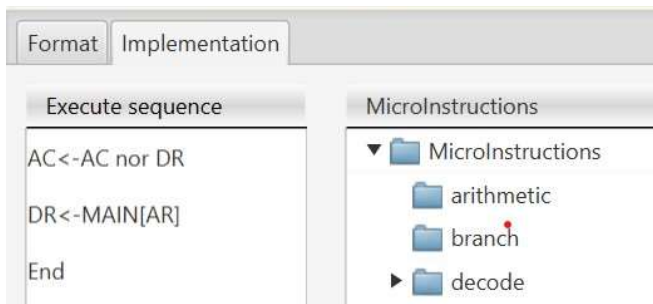 Format Implementation
Execute sequence
AC<-AC nor DR
DR<-MAIN[AR]
End
MicroInstructions
MicroInstructions
arithmetic
branch
decode